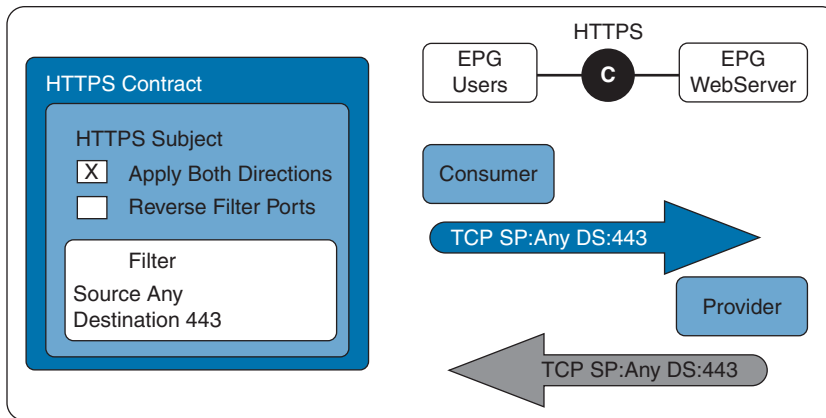 HTTPS Contract
HTTPS Subject
X Apply Both Directions
Reverse Filter Ports
Filter
Source Any
Destination 443
HTTPS
EPG
Users
C
EPG
WebServer
Consumer
TCP SP:Any DS:443
Provider
TCP SP:Any DS:443